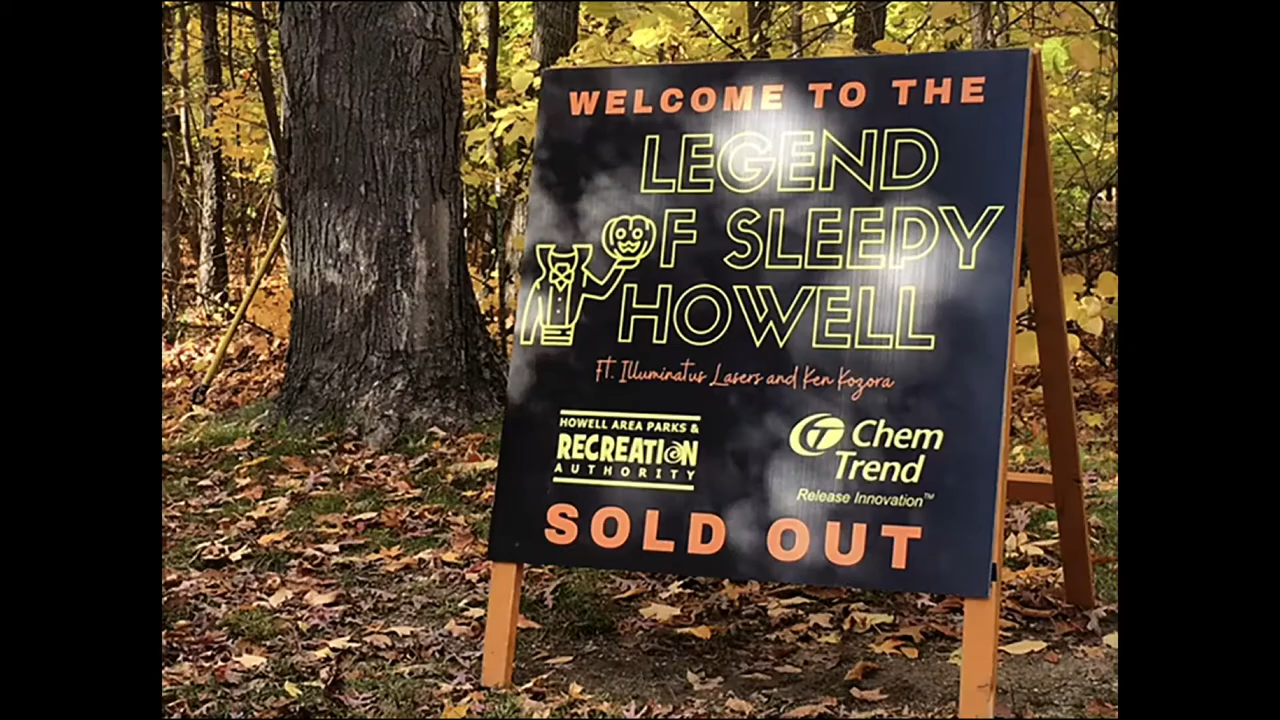 WELCOME TO THE
LEGEND
OF SLEEPY
HOWELL
FT. Illuminatus Lasers and Ken Kozora
HOWELL AREA PARKS &
RECREATION
AUTHORITY
Chem
Trend
Release Innovation™
SOLD OUT